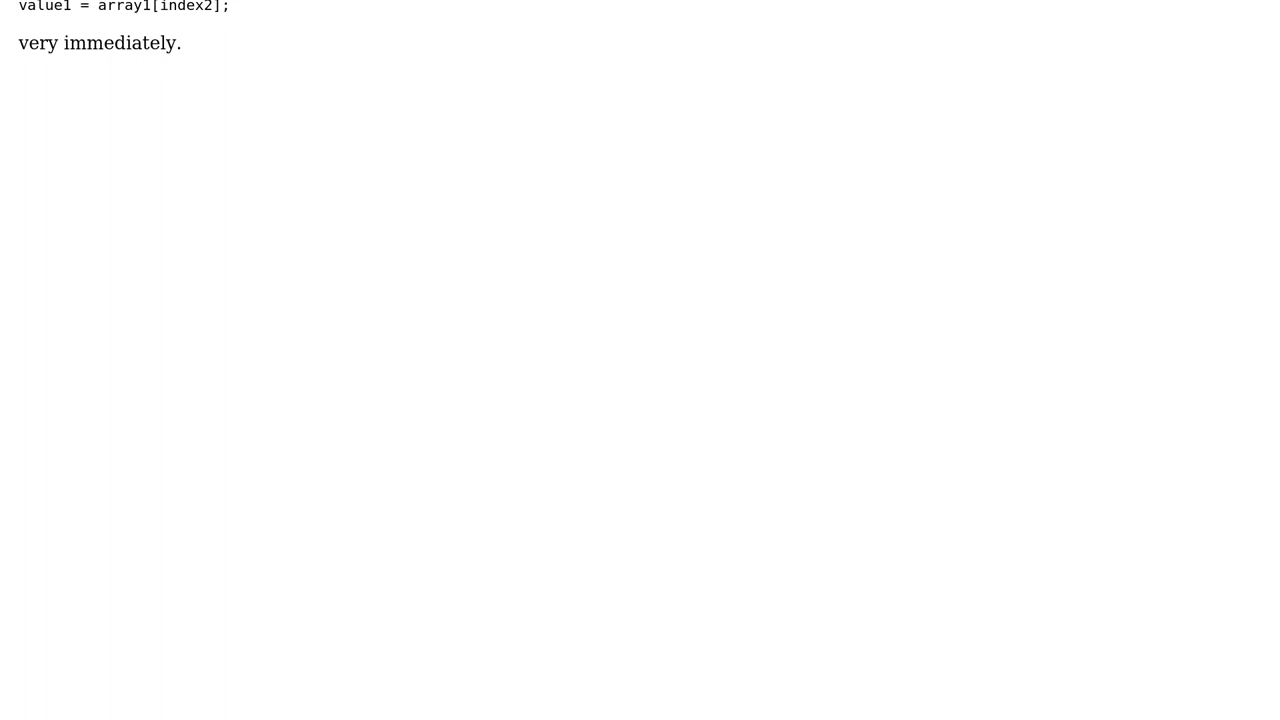 value1 = array1[index2];
very immediately.